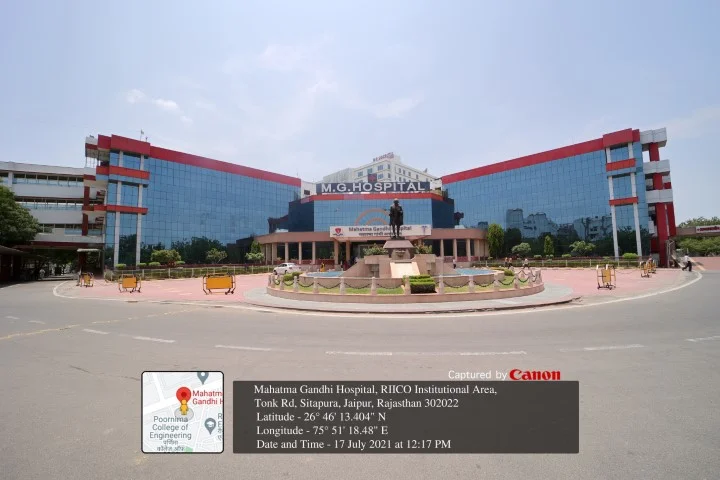 M.G. HOSPITAL
Mahatma Gandhi Hospital
Captured by Canon
Mahatma Gandhi Hospital, RIICO Institutional Area,
Tonk Rd, Sitapura, Jaipur, Rajasthan 302022
Latitude - 26° 46' 13.404" N
Longitude - 75° 51' 18.48" E
Date and Time - 17 July 2021 at 12:17 PM
Mahatm
Gandhi H
Poornima
College of
Engineering
पूर्णिमा
कॉलेज ऑफ